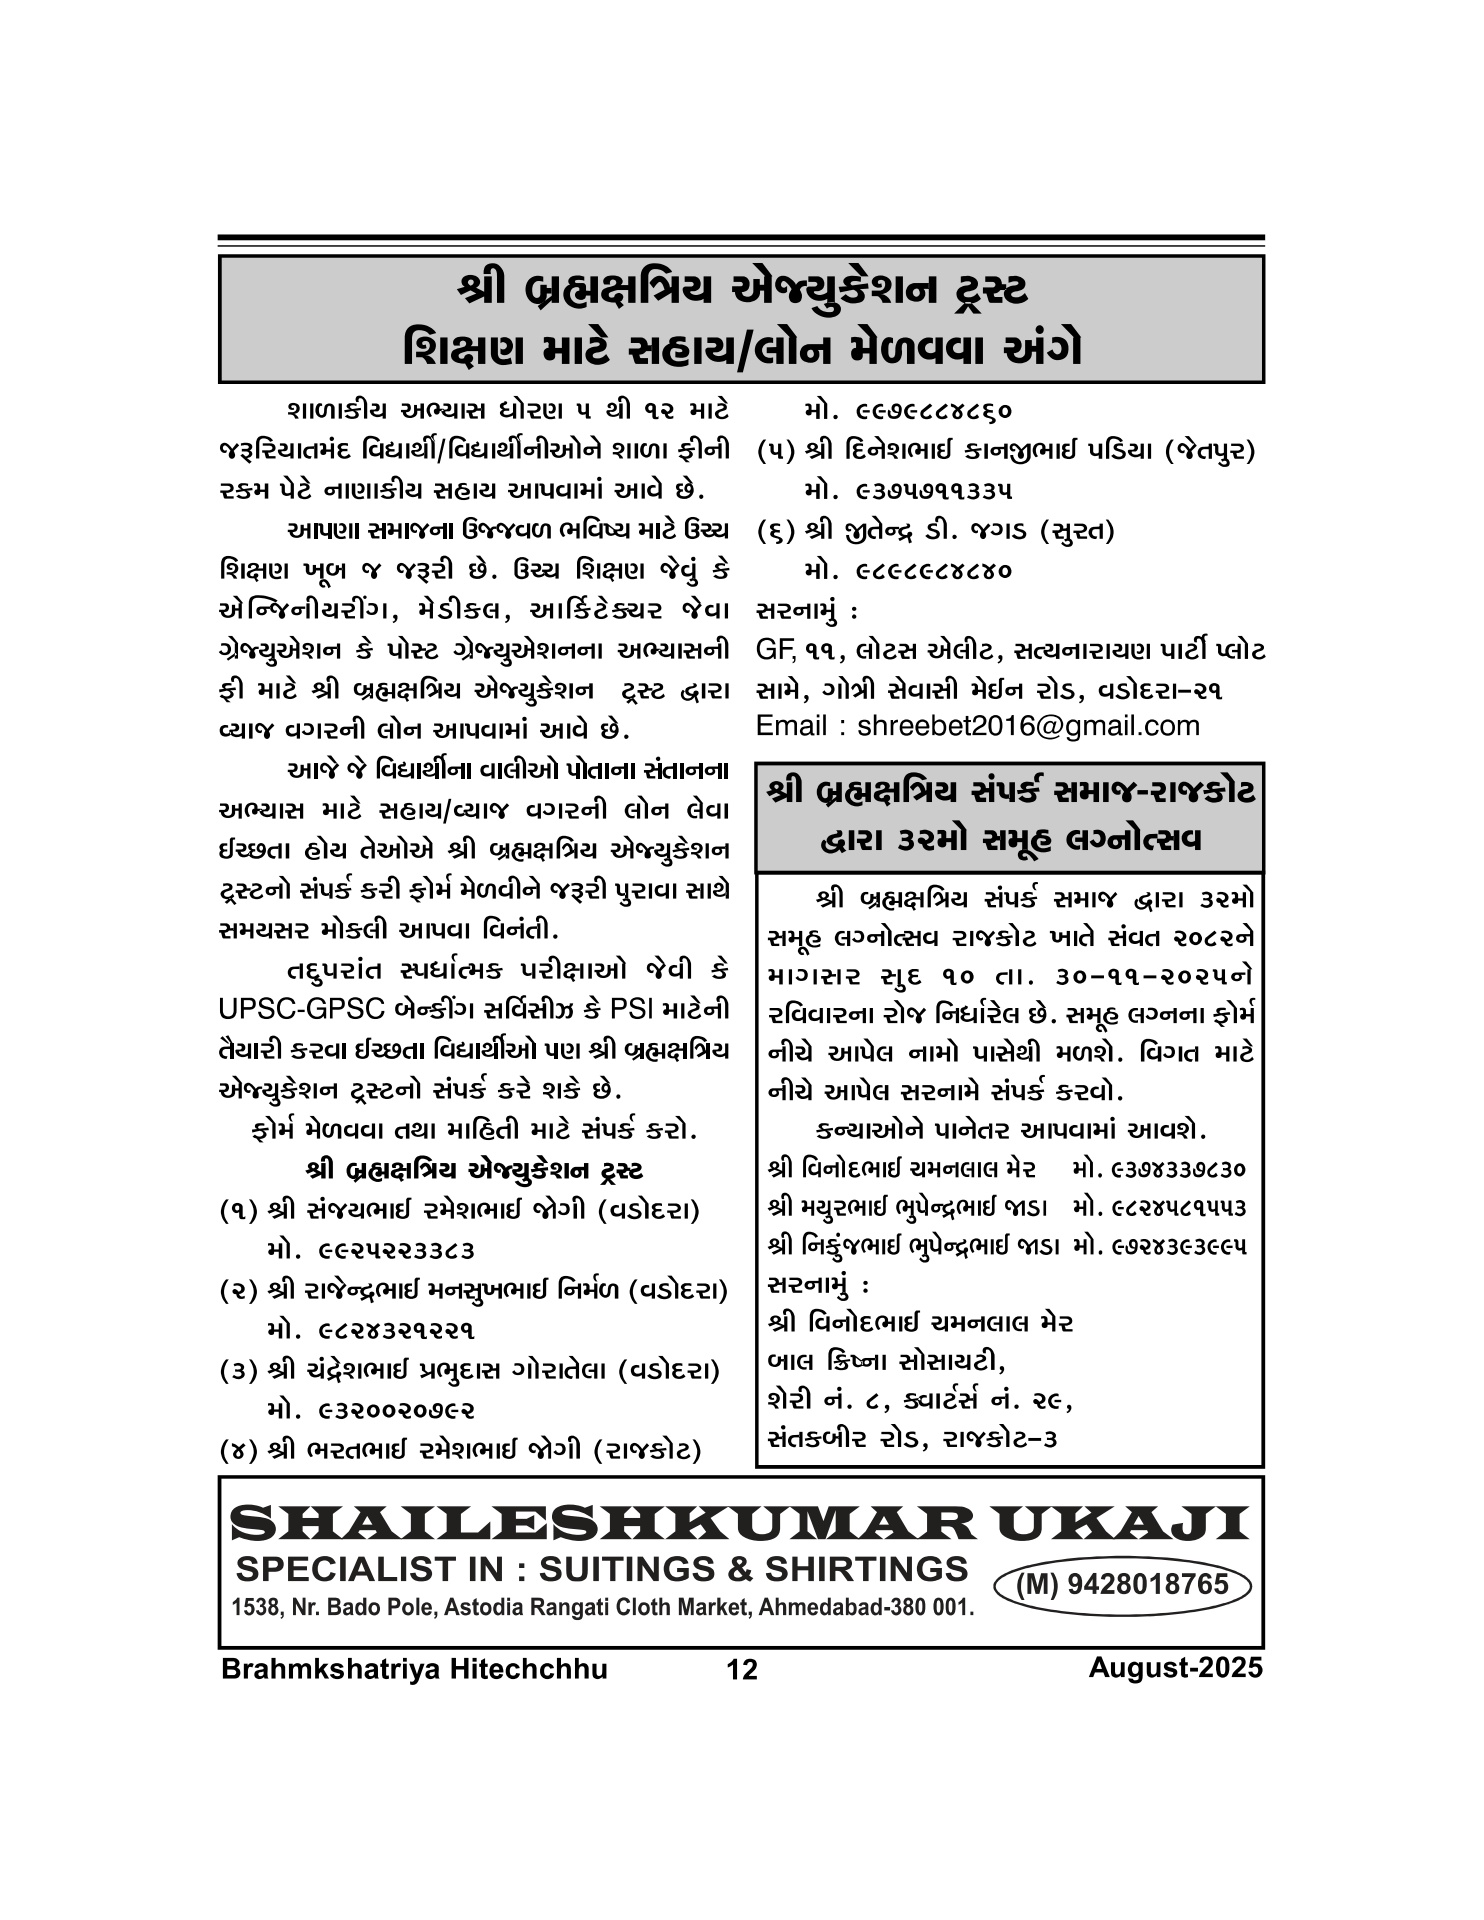 શ્રી બ્રહ્મક્ષત્રિય એજ્યુકેશન ટ્રસ્ટ
શિક્ષણ માટે સહાય/લોન મેળવવા અંગે
શાળાકીય અભ્યાસ ધોરણ ૫ થી ૧૨ માટે
જરૂરિયાતમંદ વિદ્યાર્થી/વિદ્યાર્થીનીઓને શાળા ફીની
રકમ પેટે નાણાકીય સહાય આપવામાં આવે છે.
આપણા સમાજના ઉજ્જવળ ભવિષ્ય માટે ઉચ્ચ
શિક્ષણ ખૂબ જ જરૂરી છે. ઉચ્ચ શિક્ષણ જેવું કે
એન્જિનીયરીંગ, મેડીકલ, આર્કિટેક્ચર જેવા
ગ્રેજ્યુએશન કે પોસ્ટ ગ્રેજ્યુએશનના અભ્યાસની
ફી માટે શ્રી બ્રહ્મક્ષત્રિય એજ્યુકેશન ટ્રસ્ટ દ્વારા
વ્યાજ વગરની લોન આપવામાં આવે છે.
આજે જે વિદ્યાર્થીના વાલીઓ પોતાના સંતાનના
અભ્યાસ માટે સહાય/વ્યાજ વગરની લોન લેવા
ઈચ્છતા હોય તેઓએ શ્રી બ્રહ્મક્ષત્રિય એજ્યુકેશન
ટ્રસ્ટનો સંપર્ક કરી ફોર્મ મેળવીને જરૂરી પુરાવા સાથે
સમયસર મોકલી આપવા વિનંતી.
તદ્દુપરાંત સ્પર્ધાત્મક પરીક્ષાઓ જેવી કે
UPSC-GPSC બેન્કીંગ સર્વિસીઝ કે PSI માટેની
તૈયારી કરવા ઈચ્છતા વિદ્યાર્થીઓ પણ શ્રી બ્રહ્મક્ષત્રિય
એજ્યુકેશન ટ્રસ્ટનો સંપર્ક કરે શકે છે.
ફોર્મ મેળવવા તથા માહિતી માટે સંપર્ક કરો.
શ્રી બ્રહ્મક્ષત્રિય એજ્યુકેશન ટ્રસ્ટ
(૧) શ્રી સંજયભાઈ રમેશભાઈ જોગી (વડોદરા)
મો. ૯૯૨૫૨૨૩૩૮૩
(૨) શ્રી રાજેન્દ્રભાઈ મનસુખભાઈ નિર્મળ (વડોદરા)
મો. ૯૮૨૪૩૨૧૨૨૧
(૩) શ્રી ચંદ્રેશભાઈ પ્રભુદાસ ગોરાતેલા (વડોદરા)
મો. ૯૩૨૦૦૨૦૭૯૨
(૪) શ્રી ભરતભાઈ રમેશભાઈ જોગી (રાજકોટ)
મો. ૯૯૭૯૮૮૪૮૬૦
(૫) શ્રી દિનેશભાઈ કાનજીભાઈ પડિયા (જેતપુર)
મો. ૯૩૭૫૭૧૧૩૩૫
(૬) શ્રી જીતેન્દ્ર ડી. જગડ (સુરત)
મો. ૯૮૯૮૯૮૪૮૪૦
સરનામું :
GF, ૧૧, લોટસ એલીટ, સત્યનારાયણ પાર્ટી પ્લોટ
સામે, ગોત્રી સેવાસી મેઈન રોડ, વડોદરા–૨૧
Email : shreebet2016@gmail.com
શ્રી બ્રહ્મક્ષત્રિય સંપર્ક સમાજ-રાજકોટ
દ્વારા ૩૨મો સમૂહ લગ્નોત્સવ
શ્રી બ્રહ્મક્ષત્રિય સંપર્ક સમાજ દ્વારા ૩૨મો
સમૂહ લગ્નોત્સવ રાજકોટ ખાતે સંવત ૨૦૮૨ને
માગસર સુદ ૧૦ તા. ૩૦–૧૧–૨૦૨૫ને
રવિવારના રોજ નિર્ધારેલ છે. સમૂહ લગ્નના ફોર્મ
નીચે આપેલ નામો પાસેથી મળશે. વિગત માટે
નીચે આપેલ સરનામે સંપર્ક કરવો.
કન્યાઓને પાનેતર આપવામાં આવશે.
શ્રી વિનોદભાઈ ચમનલાલ મેર મો. ૯૩૭૪૩૩૭૮૩૦
શ્રી મયુરભાઈ ભુપેન્દ્રભાઈ જાડા મો. ૯૮૨૪૫૮૧૫૫૩
શ્રી નિકુંજભાઈ ભુપેન્દ્રભાઈ જાડા મો. ૯૭૨૪૩૯૩૯૯૫
સરનામું :
શ્રી વિનોદભાઈ ચમનલાલ મેર
બાલ ક્રિષ્ના સોસાયટી,
શેરી નં. ૮, ક્વાર્ટર્સ નં. ૨૯,
સંતકબીર રોડ, રાજકોટ–૩
SHAILESHKUMAR UKAJI
SPECIALIST IN : SUITINGS & SHIRTINGS
(M) 9428018765
1538, Nr. Bado Pole, Astodia Rangati Cloth Market, Ahmedabad-380 001.
Brahmkshatriya Hitechchhu 12 August-2025